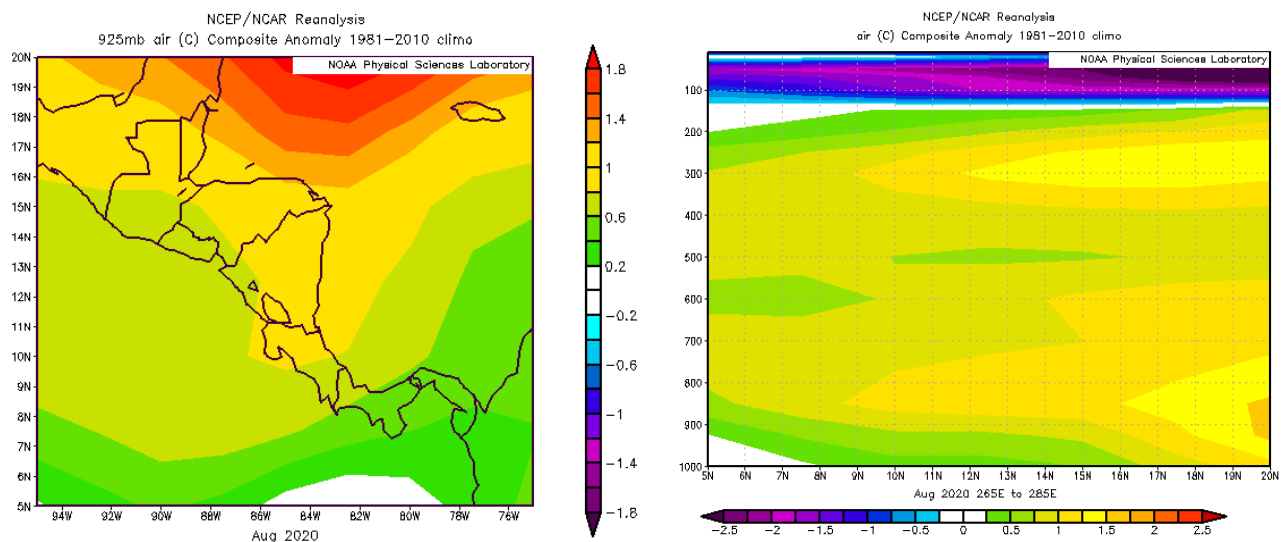 NCEP/NCAR Reanalysis
925mb air (C) Composite Anomaly 1981-2010 climo
NOAA Physical Sciences Laboratory
20N
19N
18N
17N
16N
15N
14N
13N
12N
11N
10N
9N
8N
7N
6N
5N
94W 92W 90W 88W 86W 84W 82W 80W 78W 76W
Aug 2020
1.8
1.4
1
0.6
0.2
-0.2
-0.6
-1
-1.4
-1.8
NCEP/NCAR Reanalysis
air (C) Composite Anomaly 1981-2010 climo
NOAA Physical Sciences Laboratory
100
200
300
400
500
600
700
800
900
1000
5N 6N 7N 8N 9N 10N 11N 12N 13N 14N 15N 16N 17N 18N 19N 20N
Aug 2020 265E to 285E
-2.5 -2 -1.5 -1 -0.5 0 0.5 1 1.5 2 2.5